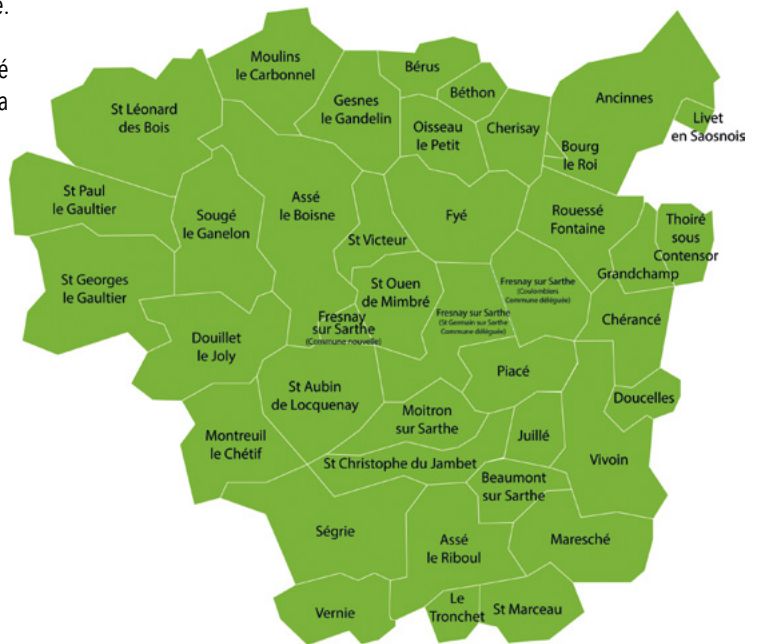 e.
é
a
Moulins
le Carbonnel
Bérus
Béthon
St Léonard
des Bois
Gesnes
le Gandelin
Oisseau
le Petit
Cherisay
Ancinnes
Livet
en Saosnois
Bourg
le Roi
St Paul
le Gaultier
Sougé
le Ganelon
Assé
le Boisne
St Victeur
Fyé
Rouessé
Fontaine
Thoiré
sous
Contensor
Grandchamp
St Georges
le Gaultier
St Ouen
de Mimbré
Fresnay sur Sarthe
(Coulombiers
Commune déléguée)
Fresnay
sur Sarthe
(Commune nouvelle)
Fresnay sur Sarthe
(St Germain sur Sarthe
Commune déléguée)
Chérancé
Douillet
le Joly
Piacé
St Aubin
de Locquenay
Doucelles
Moitron
sur Sarthe
Juillé
Montreuil
le Chétif
St Christophe du Jambet
Vivoin
Beaumont
sur Sarthe
Ségrie
Assé
le Riboul
Maresché
Vernie
Le
Tronchet
St Marceau